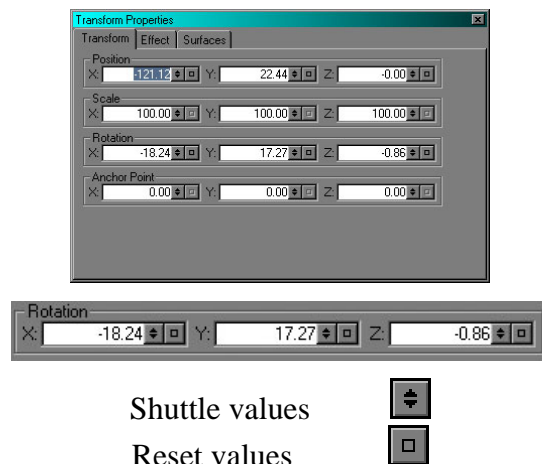 Transform Properties
Transform Effect Surfaces
Position
X: -121.12 Y: 22.44 Z: -0.00
Scale
X: 100.00 Y: 100.00 Z: 100.00
Rotation
X: -18.24 Y: 17.27 Z: -0.86
Anchor Point
X: 0.00 Y: 0.00 Z: 0.00
Rotation
X: -18.24 Y: 17.27 Z: -0.86
Shuttle values
Reset values